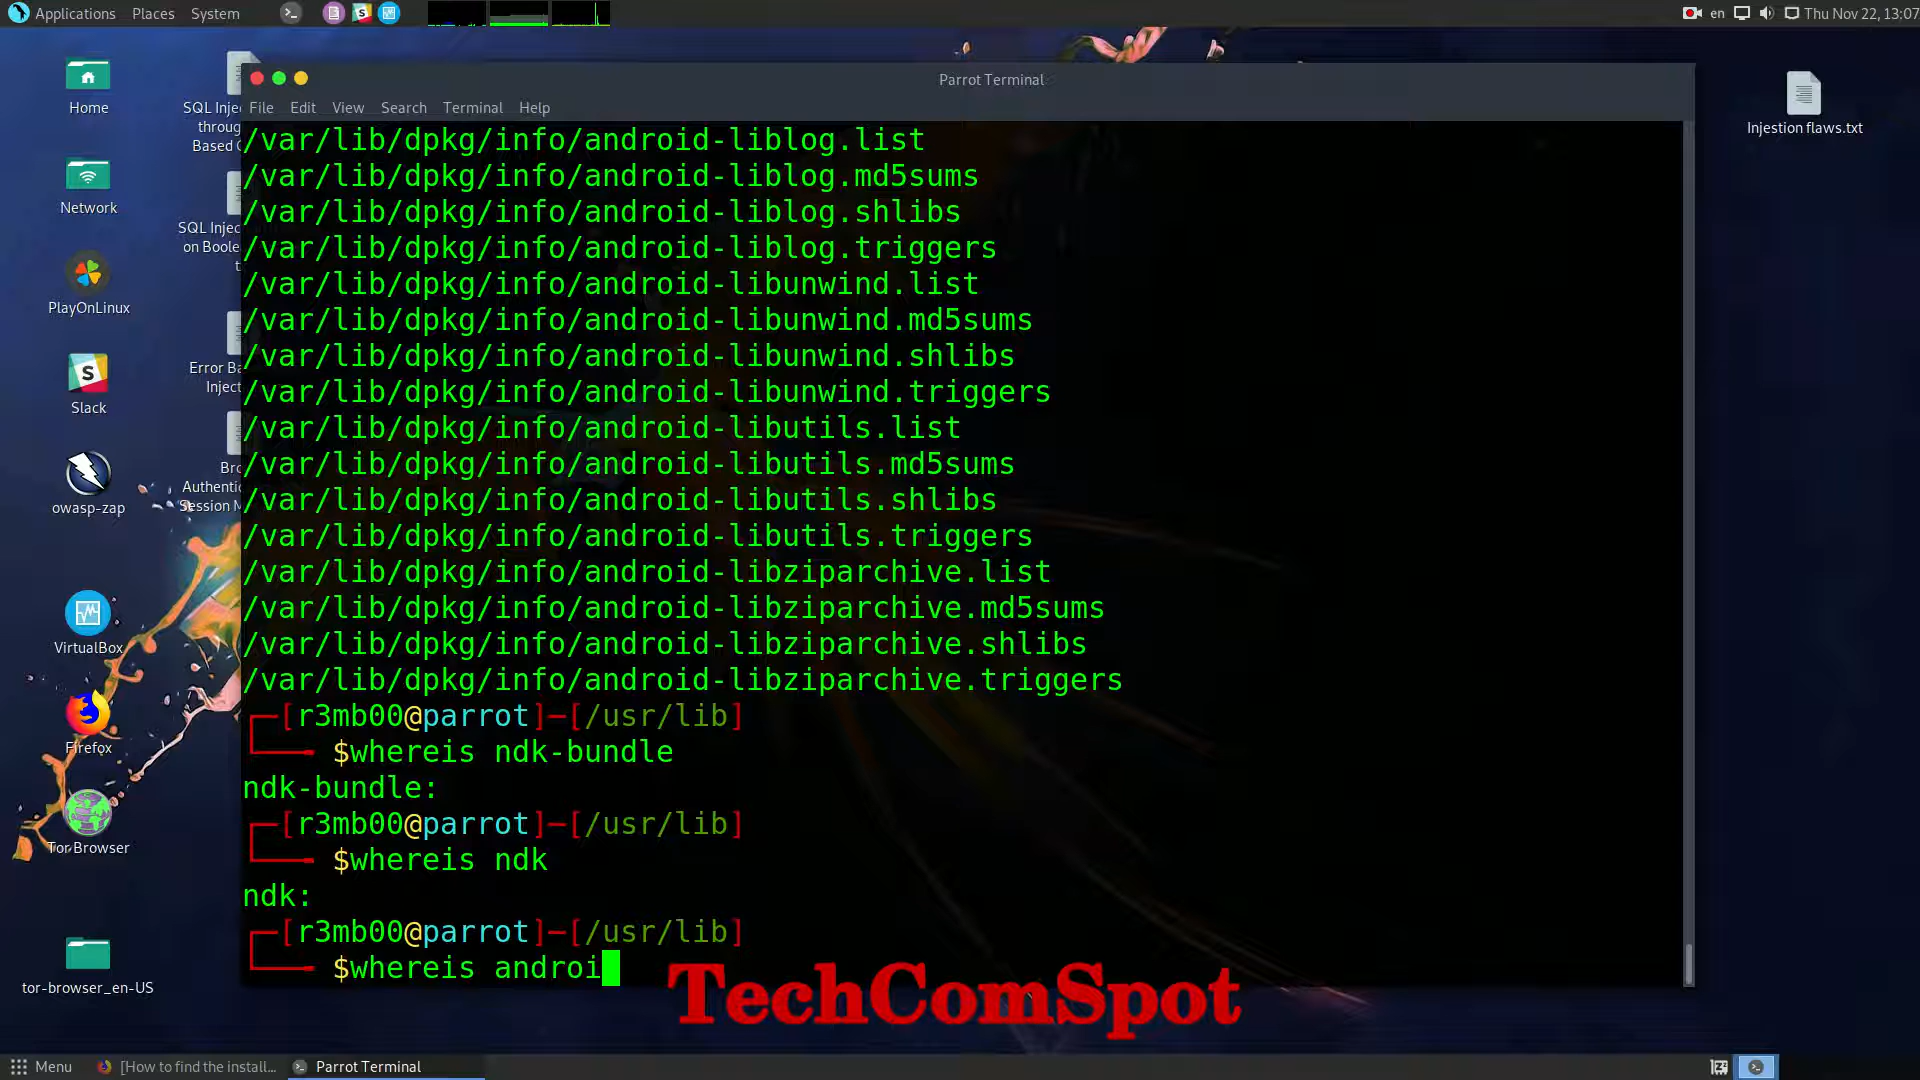 Applications Places System
en Thu Nov 22, 13:07
Parrot Terminal
File Edit View Search Terminal Help
Home
Network
PlayOnLinux
Slack
owasp-zap
VirtualBox
Firefox
Tor Browser
tor-browser_en-US
SQL Injec
throug
Based
SQL Injec
on Boole
t
Error Ba
Injec
Bro
Authentic
Session M
Injestion flaws.txt
/var/lib/dpkg/info/android-liblog.list
/var/lib/dpkg/info/android-liblog.md5sums
/var/lib/dpkg/info/android-liblog.shlibs
/var/lib/dpkg/info/android-liblog.triggers
/var/lib/dpkg/info/android-libunwind.list
/var/lib/dpkg/info/android-libunwind.md5sums
/var/lib/dpkg/info/android-libunwind.shlibs
/var/lib/dpkg/info/android-libunwind.triggers
/var/lib/dpkg/info/android-libutils.list
/var/lib/dpkg/info/android-libutils.md5sums
/var/lib/dpkg/info/android-libutils.shlibs
/var/lib/dpkg/info/android-libutils.triggers
/var/lib/dpkg/info/android-libziparchive.list
/var/lib/dpkg/info/android-libziparchive.md5sums
/var/lib/dpkg/info/android-libziparchive.shlibs
/var/lib/dpkg/info/android-libziparchive.triggers
┌─[r3mb00@parrot]─[/usr/lib]
└──╼ $whereis ndk-bundle
ndk-bundle:
┌─[r3mb00@parrot]─[/usr/lib]
└──╼ $whereis ndk
ndk:
┌─[r3mb00@parrot]─[/usr/lib]
└──╼ $whereis androi
TechComSpot
Menu [How to find the install... Parrot Terminal